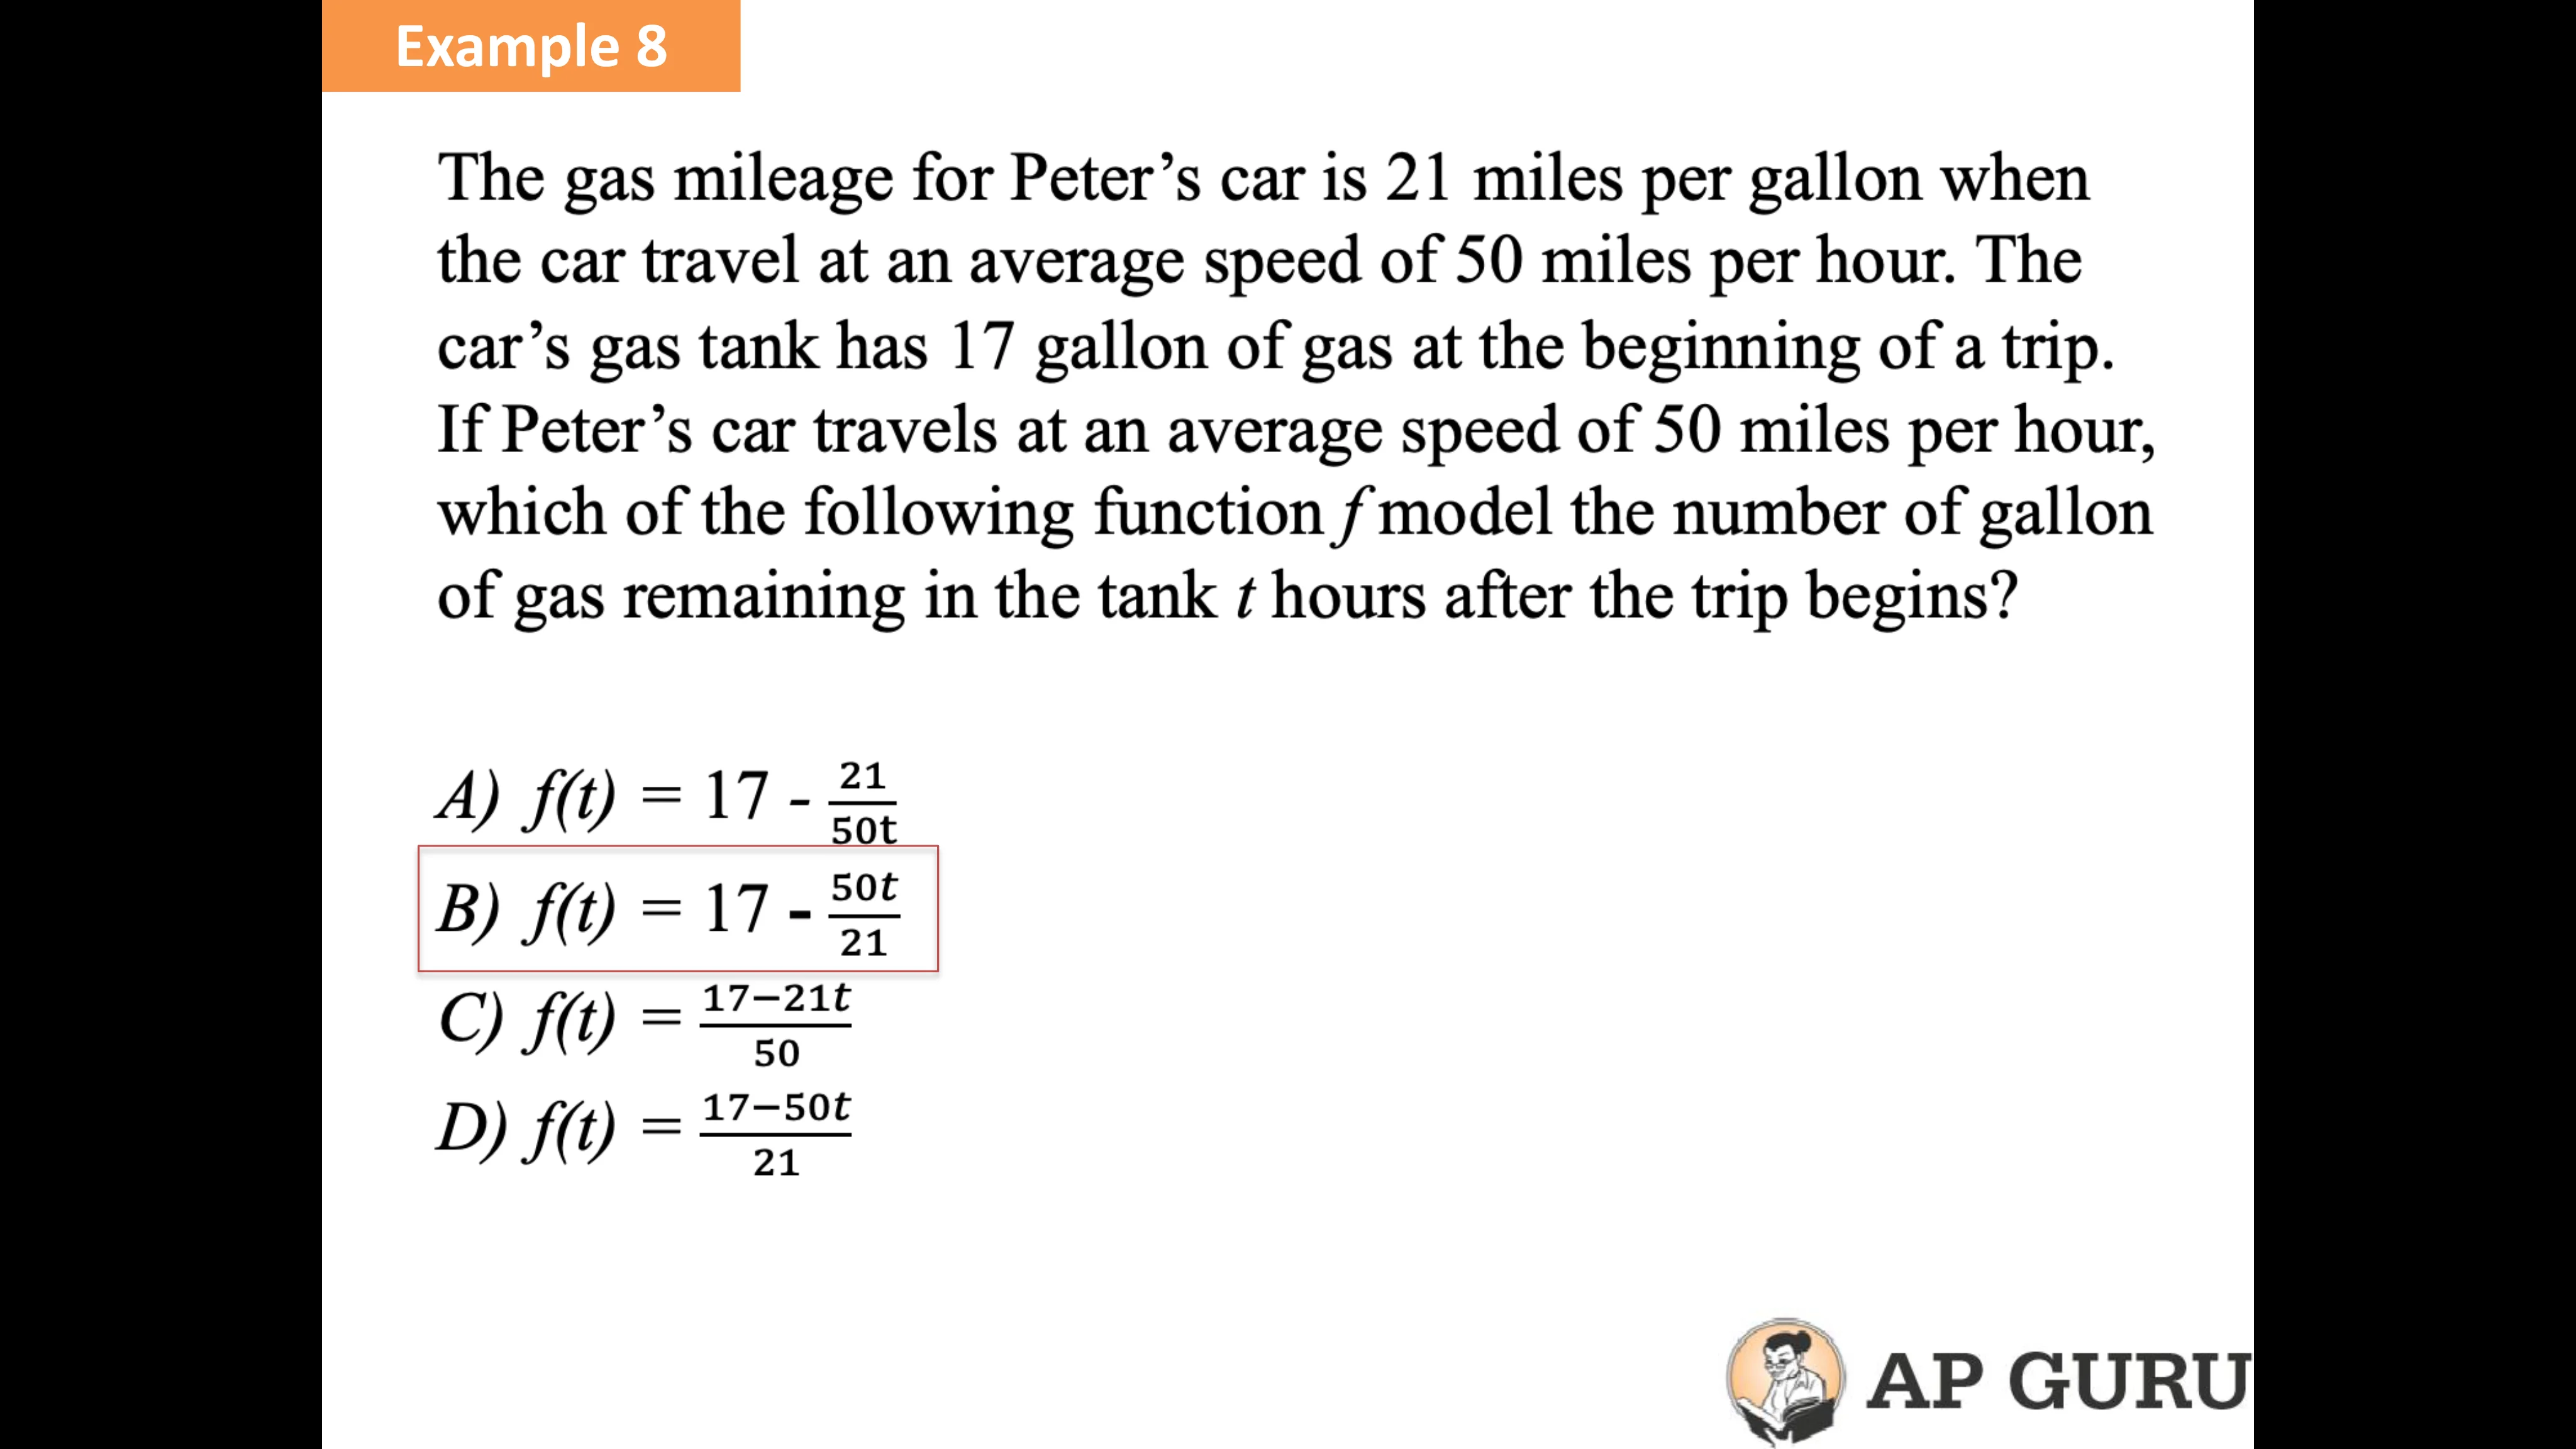 Example 8
The gas mileage for Peter’s car is 21 miles per gallon when
the car travel at an average speed of 50 miles per hour. The
car’s gas tank has 17 gallon of gas at the beginning of a trip.
If Peter’s car travels at an average speed of 50 miles per hour,
which of the following function f model the number of gallon
of gas remaining in the tank t hours after the trip begins?
A) f(t) = 17 - 21/50t
B) f(t) = 17 - 50t/21
C) f(t) = 17−21t/50
D) f(t) = 17−50t/21
AP GURU